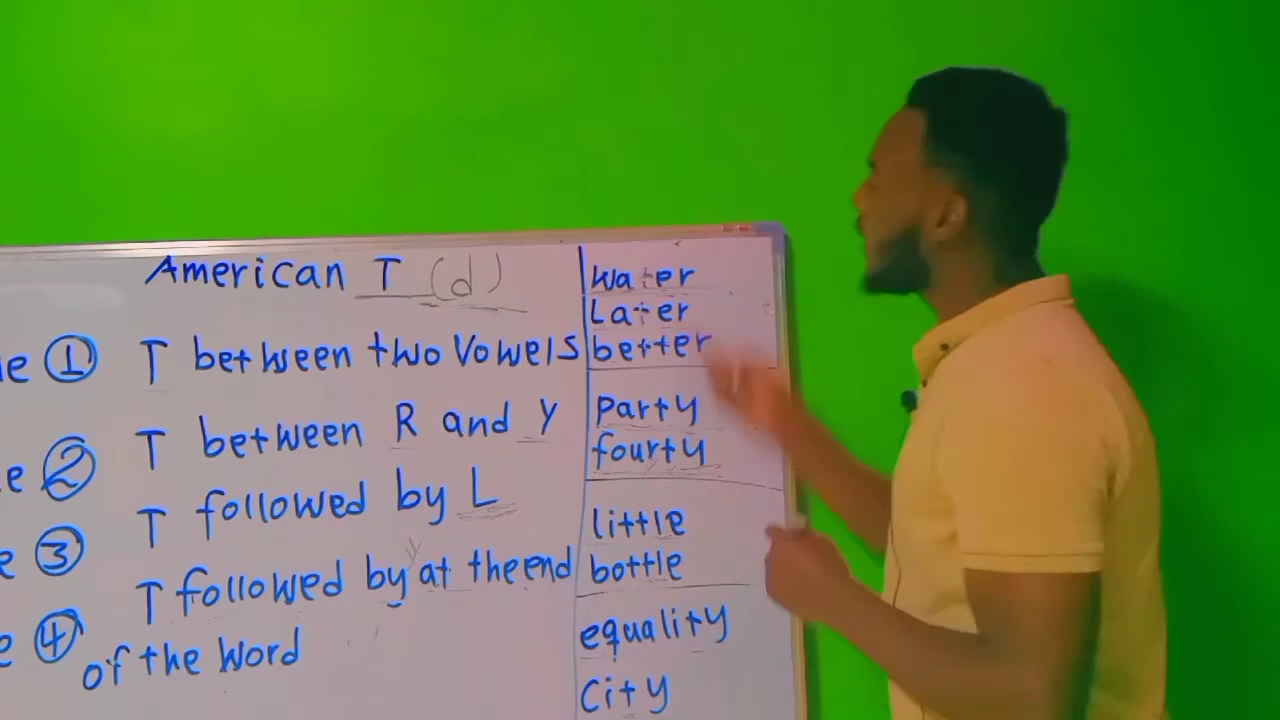 American T (d)
e ① T between two Vowels
e ② T between R and Y
e ③ T followed by L
e ④ T followed by y at the end
of the Word
Water
Later
better
Party
fourty
little
bottle
equality
City